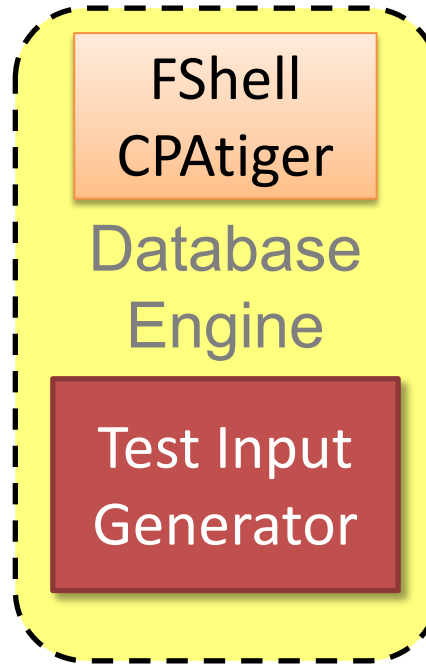 FShell
CPAtiger
Database
Engine
Test Input
Generator